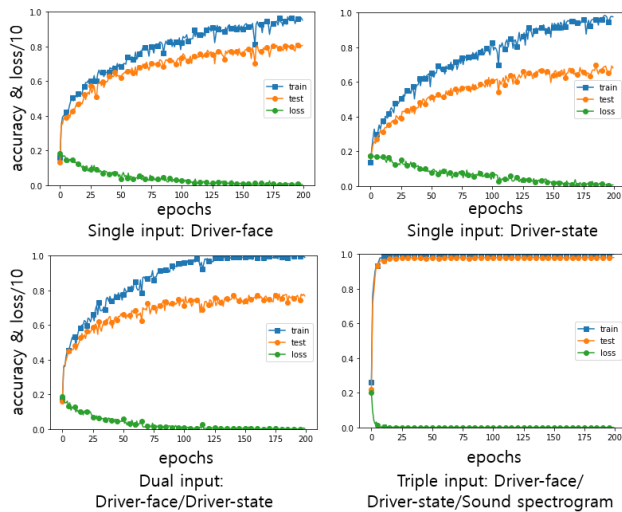 accuracy & loss/10
1.0
0.8
0.6
0.4
0.2
0.0
train
test
loss
0 25 50 75 100 125 150 175 200
epochs
Single input: Driver-face
1.0
0.8
0.6
0.4
0.2
0.0
train
test
loss
0 25 50 75 100 125 150 175 200
epochs
Single input: Driver-state
accuracy & loss/10
1.0
0.8
0.6
0.4
0.2
0.0
train
test
loss
0 25 50 75 100 125 150 175 200
epochs
Dual input:
Driver-face/Driver-state
1.0
0.8
0.6
0.4
0.2
0.0
train
test
loss
0 25 50 75 100 125 150 175 200
epochs
Triple input: Driver-face/
Driver-state/Sound spectrogram